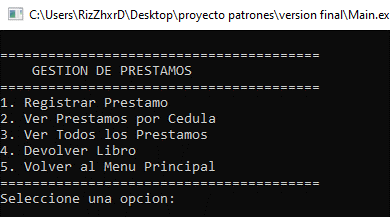 C:\Users\RizZhxrD\Desktop\proyecto patrones\version final\Main.ex
========================================
GESTION DE PRESTAMOS
========================================
1. Registrar Prestamo
2. Ver Prestamos por Cedula
3. Ver Todos los Prestamos
4. Devolver Libro
5. Volver al Menu Principal
========================================
Seleccione una opcion: